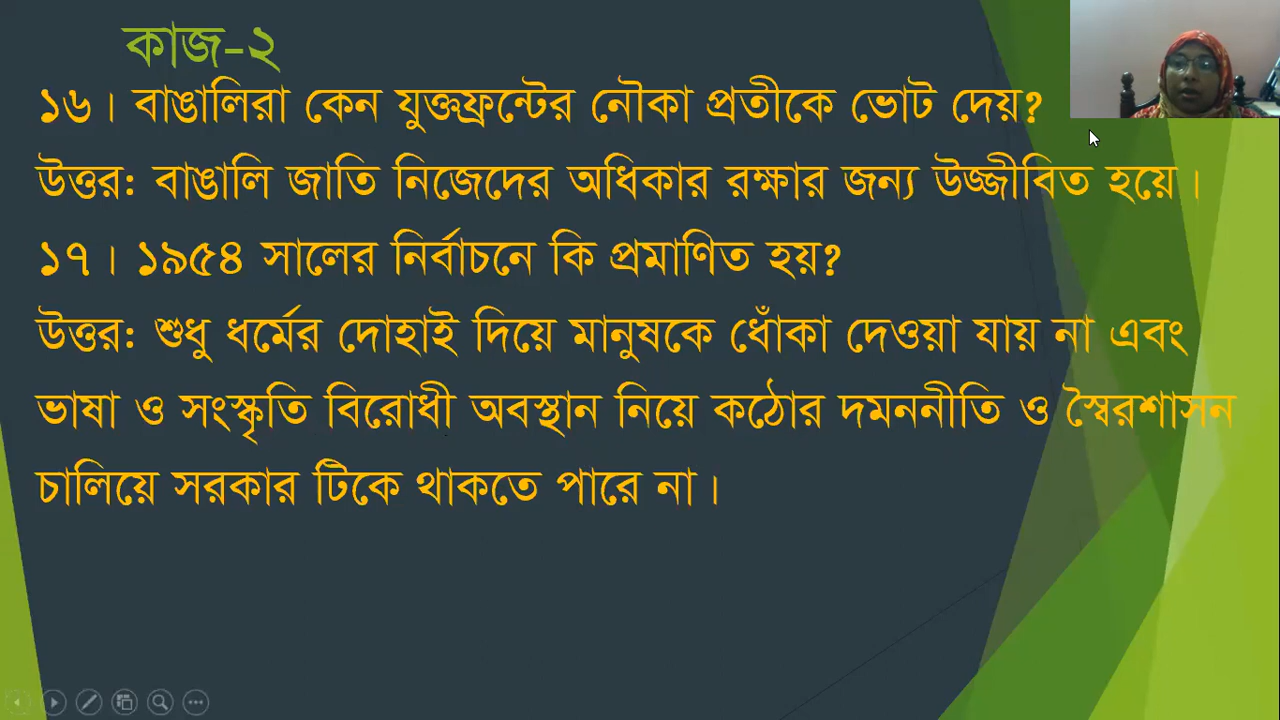 কাজ-২
১৬। বাঙালিরা কেন যুক্তফ্রন্টের নৌকা প্রতীকে ভোট দেয়?
উত্তর: বাঙালি জাতি নিজেদের অধিকার রক্ষার জন্য উজ্জীবিত হয়ে।
১৭। ১৯৫৪ সালের নির্বাচনে কি প্রমাণিত হয়?
উত্তর: শুধু ধর্মের দোহাই দিয়ে মানুষকে ধোঁকা দেওয়া যায় না এবং
ভাষা ও সংস্কৃতি বিরোধী অবস্থান নিয়ে কঠোর দমননীতি ও স্বৈরশাসন
চালিয়ে সরকার টিকে থাকতে পারে না।